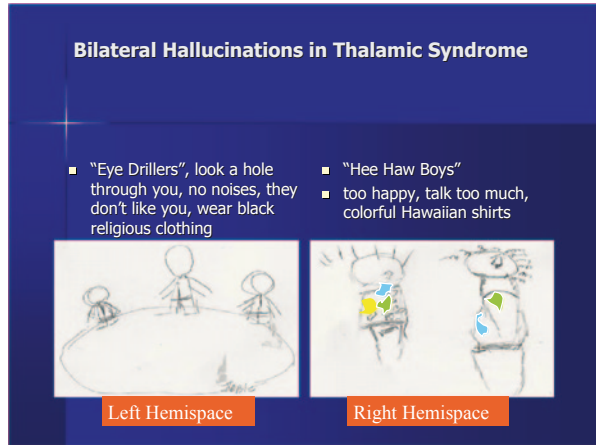 Bilateral Hallucinations in Thalamic Syndrome
"Eye Drillers", look a hole
through you, no noises, they
don't like you, wear black
religious clothing
"Hee Haw Boys"
too happy, talk too much,
colorful Hawaiian shirts
Left Hemispace
Right Hemispace